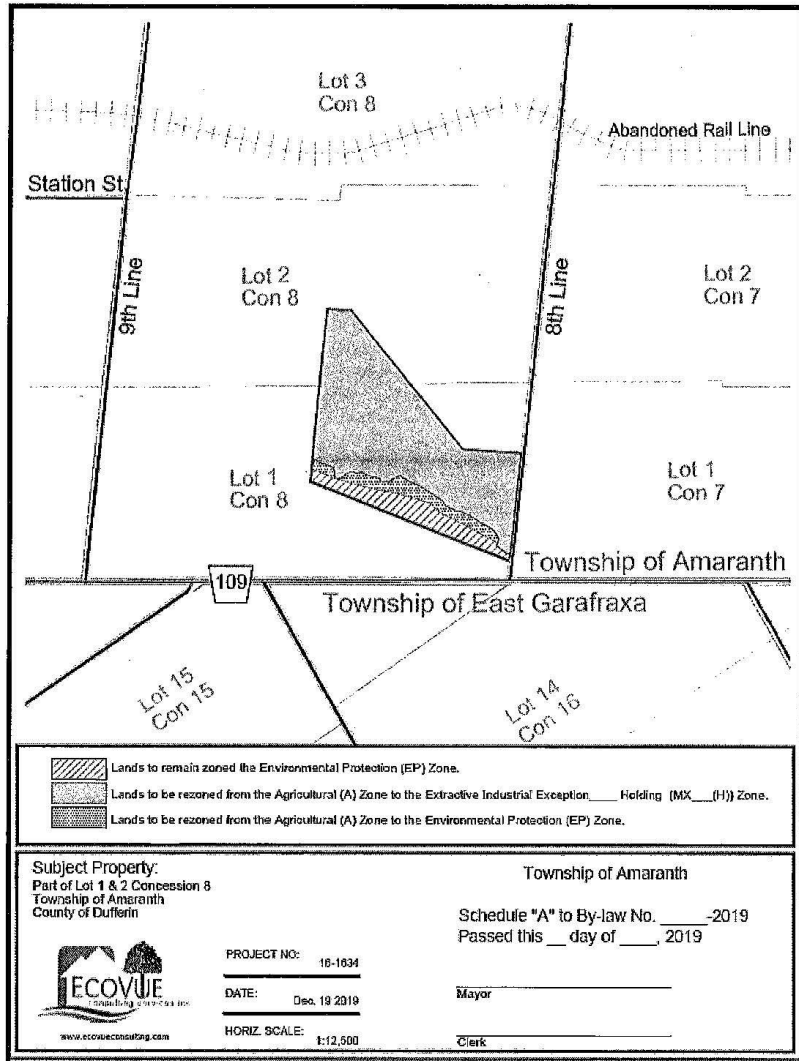 Lot 3
Con 8
Abandoned Rail Line
Station St.
9th Line
Lot 2
Con 8
8th Line
Lot 2
Con 7
Lot 1
Con 8
Lot 1
Con 7
Township of Amaranth
109
Township of East Garafraxa
Lot 15
Con 15
Lot 14
Con 16
Lands to remain zoned the Environmental Protection (EP) Zone.
Lands to be rezoned from the Agricultural (A) Zone to the Extractive Industrial Exception____ Holding (MX___(H)) Zone.
Lands to be rezoned from the Agricultural (A) Zone to the Environmental Protection (EP) Zone.
Subject Property:
Part of Lot 1 & 2 Concession 8
Township of Amaranth
County of Dufferin
ECOVUE
consulting services inc
www.ecovueconsulting.com
PROJECT NO: 16-1634
DATE: Dec. 19 2019
HORIZ. SCALE: 1:12,500
Township of Amaranth
Schedule "A" to By-law No. _____-2019
Passed this __ day of ____, 2019
Mayor
Clerk